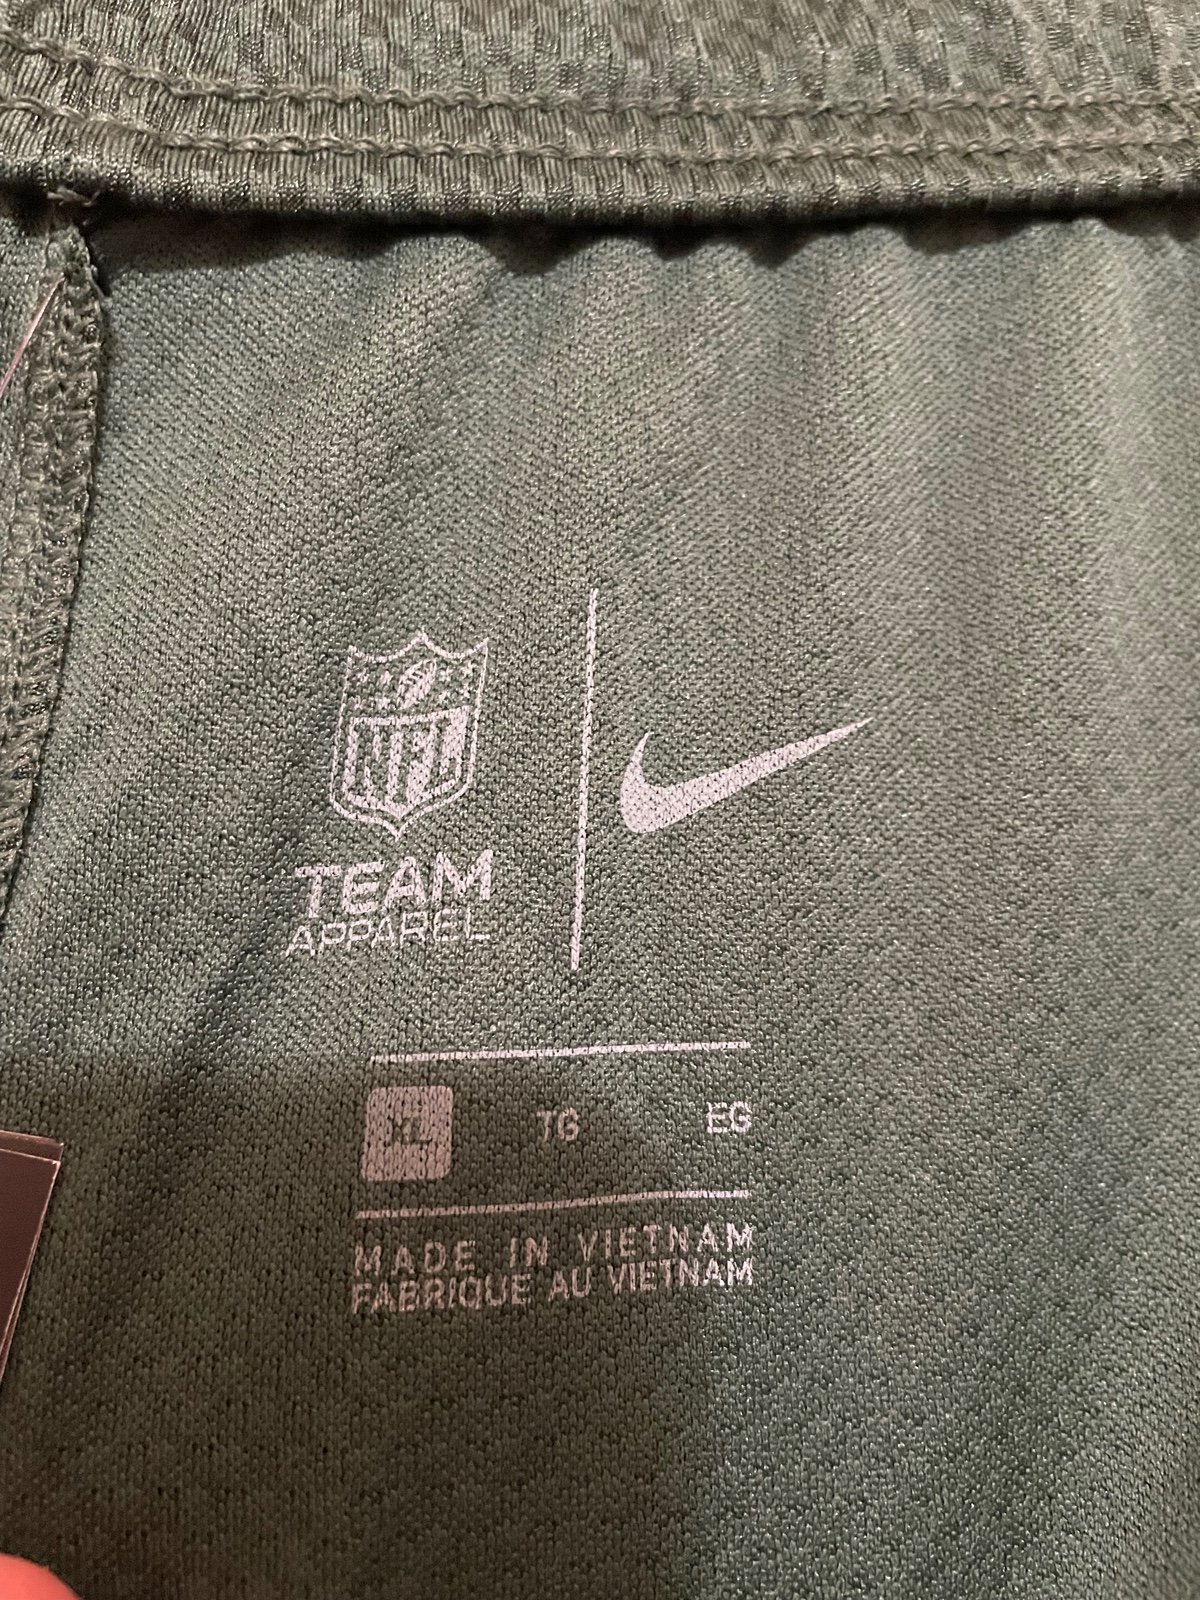 NFL
TEAM
APPAREL
XL TG EG
MADE IN VIETNAM
FABRIQUE AU VIETNAM